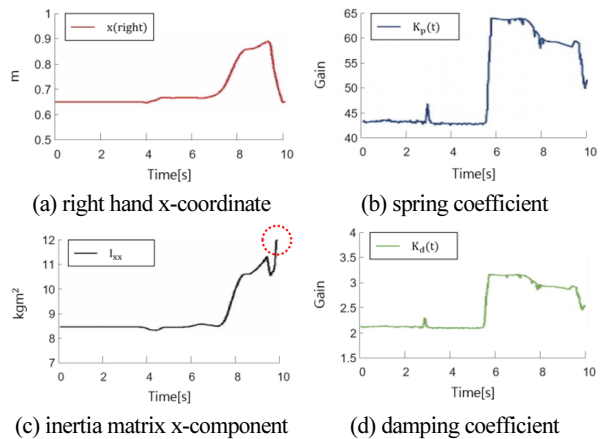 x(right)
m
1
0.9
0.8
0.7
0.6
0.5
0 2 4 6 8 10
Time[s]
(a) right hand x-coordinate
Kp(t)
Gain
65
60
55
50
45
40
0 2 4 6 8 10
Time[s]
(b) spring coefficient
Ixx
kgm²
12
11
10
9
8
7
0 2 4 6 8 10
Time[s]
(c) inertia matrix x-component
Kd(t)
Gain
4
3.5
3
2.5
2
1.5
0 2 4 6 8 10
Time[s]
(d) damping coefficient